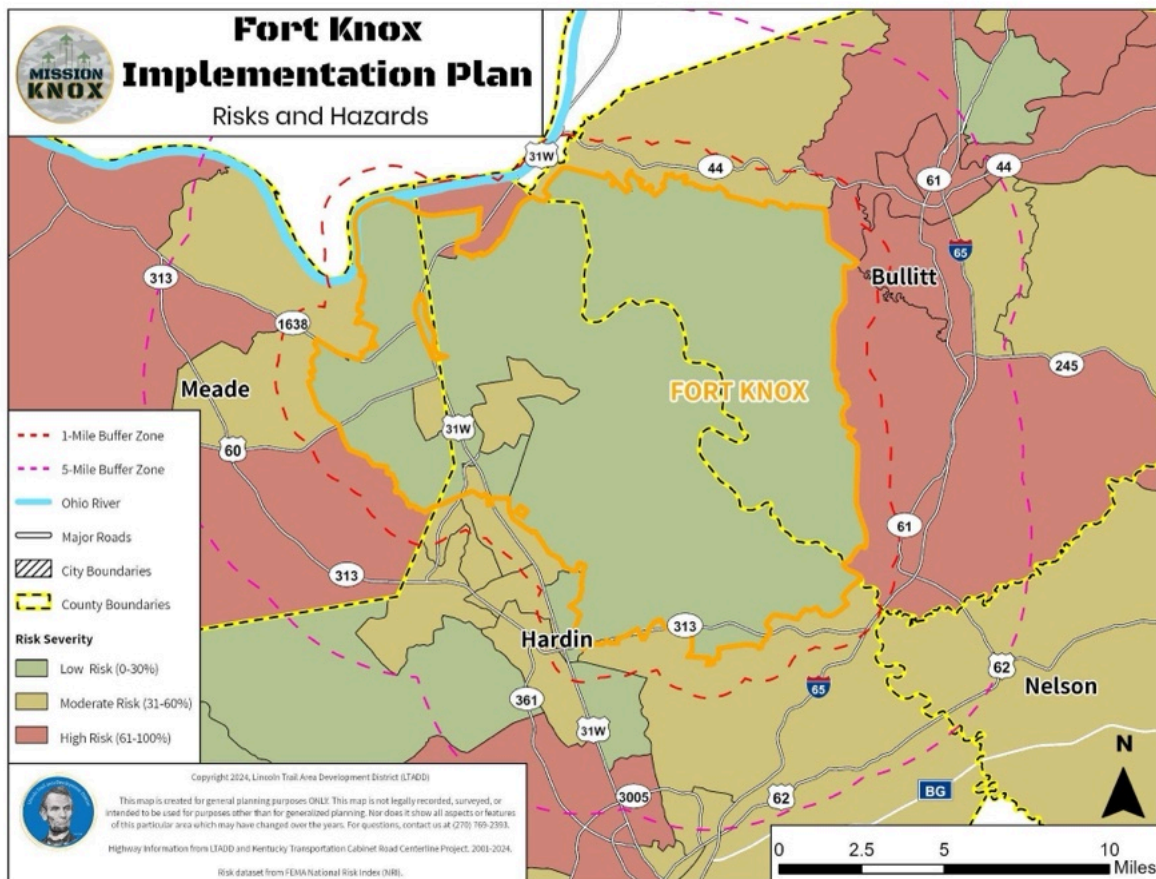 Fort Knox
Implementation Plan
Risks and Hazards
MISSION
KNOX
31W
44
61
44
65
313
Bullitt
1638
245
Meade
FORT KNOX
31W
60
61
313
313
Hardin
62
65
Nelson
361
31W
3005
62
BG
1-Mile Buffer Zone
5-Mile Buffer Zone
Ohio River
Major Roads
City Boundaries
County Boundaries
Risk Severity
Low Risk (0-30%)
Moderate Risk (31-60%)
High Risk (61-100%)
Copyright 2024, Lincoln Trail Area Development District (LTADD)
This map is created for general planning purposes ONLY. This map is not legally recorded, surveyed, or
intended to be used for purposes other than for generalized planning. Nor does it show all aspects or features
of this particular area which may have changed over the years. For questions, contact us at (270) 769-2393.
Highway Information from LTADD and Kentucky Transportation Cabinet Road Centerline Project, 2001-2024.
Risk dataset from FEMA National Risk Index (NRI).
N
0 2.5 5 10
Miles